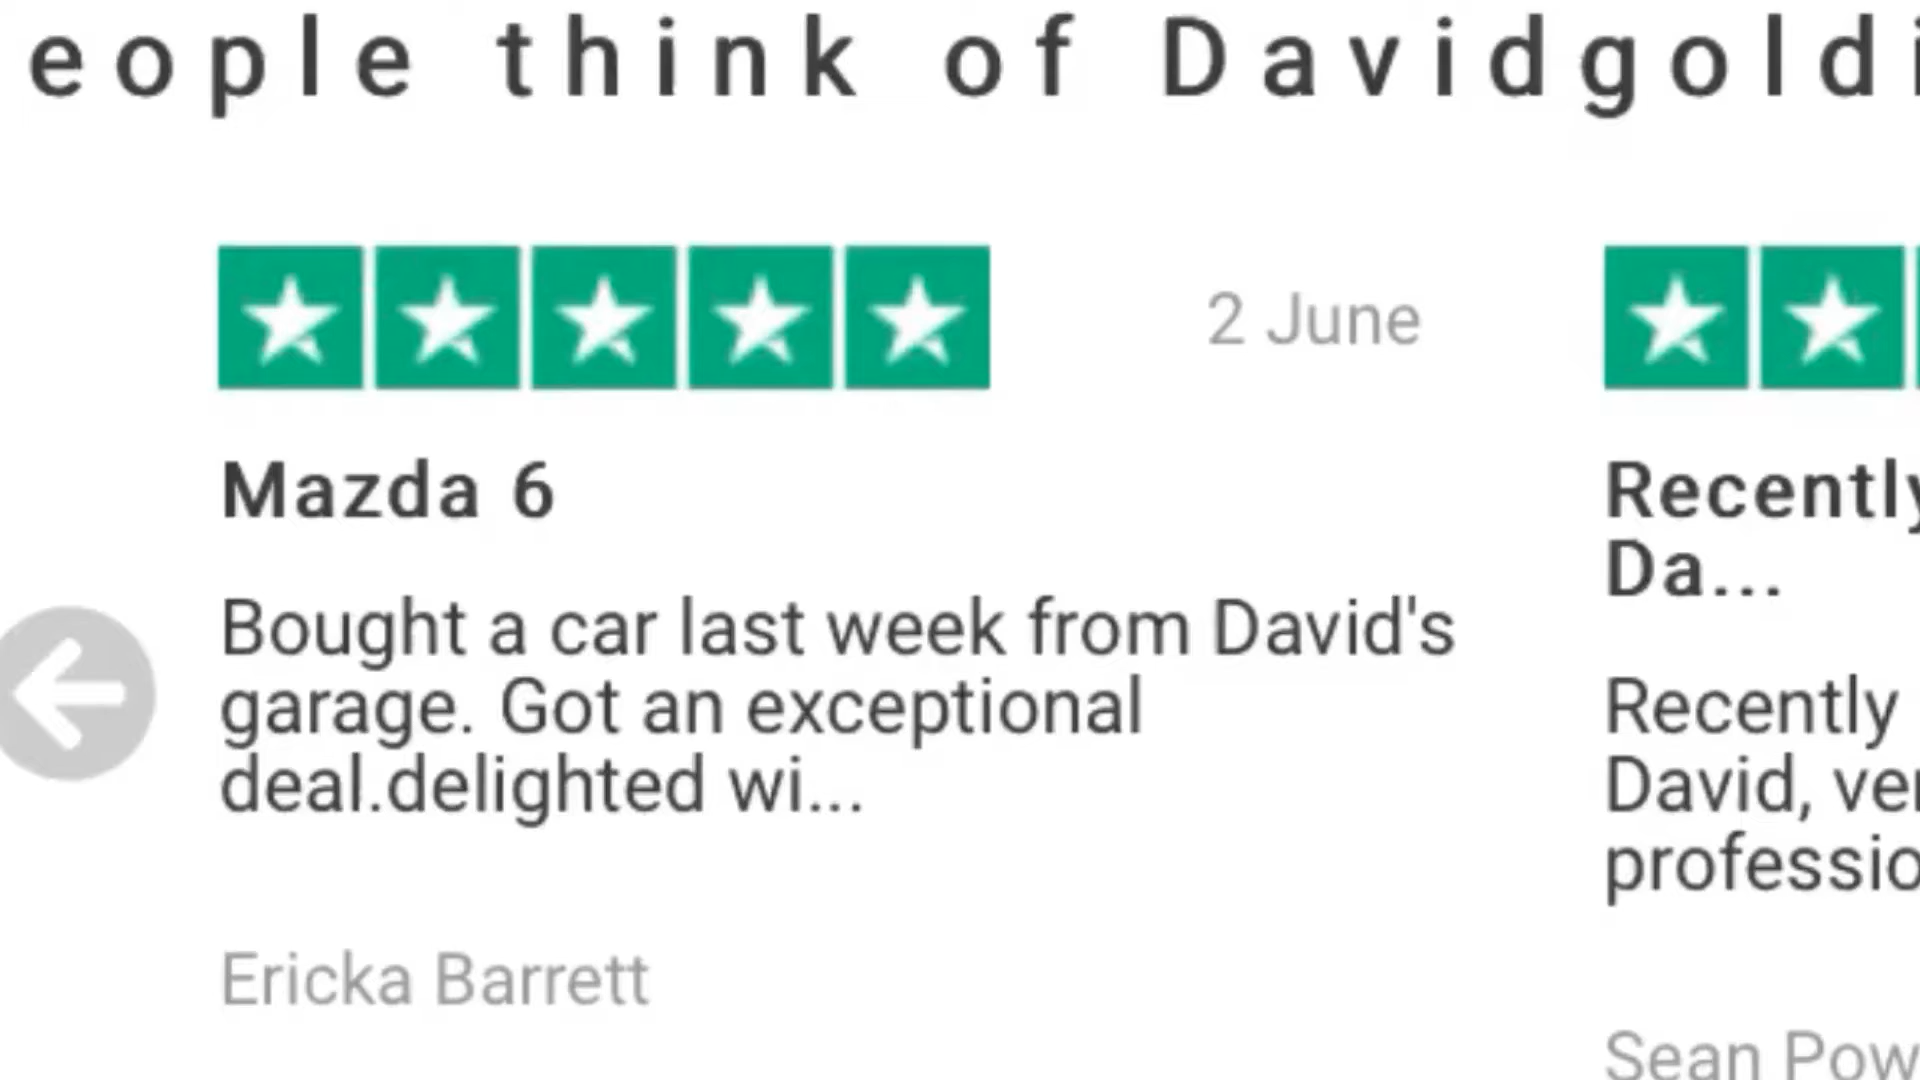 eople think of Davidgoldi
2 June
Mazda 6
Bought a car last week from David's
garage. Got an exceptional
deal.delighted wi...
Ericka Barrett
Recently
Da...
Recently
David, ver
professio
Sean Pow